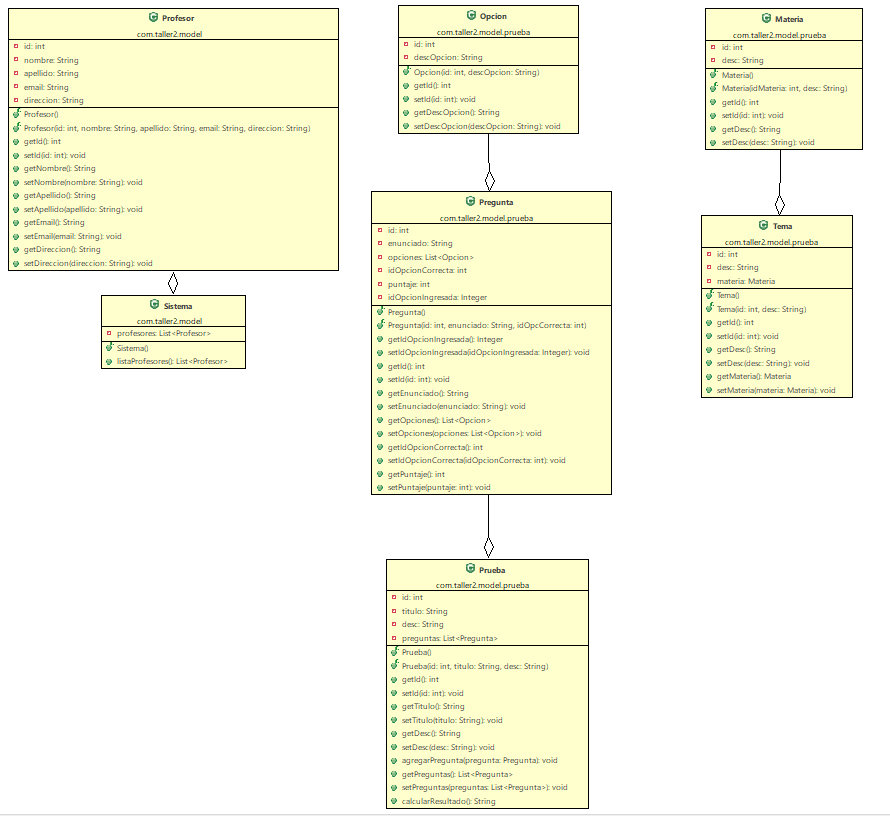 Profesor
com.taller2.model
id: int
nombre: String
apellido: String
email: String
direccion: String
Profesor()
Profesor(id: int, nombre: String, apellido: String, email: String, direccion: String)
getId(): int
setId(id: int): void
getNombre(): String
setNombre(nombre: String): void
getApellido(): String
setApellido(apellido: String): void
getEmail(): String
setEmail(email: String): void
getDireccion(): String
setDireccion(direccion: String): void
Sistema
com.taller2.model
profesores: List<Profesor>
Sistema()
listaProfesores(): List<Profesor>
Opcion
com.taller2.model.prueba
id: int
descOpcion: String
Opcion(id: int, descOpcion: String)
getId(): int
setId(id: int): void
getDescOpcion(): String
setDescOpcion(descOpcion: String): void
Pregunta
com.taller2.model.prueba
id: int
enunciado: String
opciones: List<Opcion>
idOpcionCorrecta: int
puntaje: int
idOpcionIngresada: Integer
Pregunta()
Pregunta(id: int, enunciado: String, idOpcCorrecta: int)
getIdOpcionIngresada(): Integer
setIdOpcionIngresada(idOpcionIngresada: Integer): void
getId(): int
setId(id: int): void
getEnunciado(): String
setEnunciado(enunciado: String): void
getOpciones(): List<Opcion>
setOpciones(opciones: List<Opcion>): void
getIdOpcionCorrecta(): int
setIdOpcionCorrecta(idOpcionCorrecta: int): void
getPuntaje(): int
setPuntaje(puntaje: int): void
Prueba
com.taller2.model.prueba
id: int
titulo: String
desc: String
preguntas: List<Pregunta>
Prueba()
Prueba(id: int, titulo: String, desc: String)
getId(): int
setId(id: int): void
getTitulo(): String
setTitulo(titulo: String): void
getDesc(): String
setDesc(desc: String): void
agregarPregunta(pregunta: Pregunta): void
getPreguntas(): List<Pregunta>
setPreguntas(preguntas: List<Pregunta>): void
calcularResultado(): String
Materia
com.taller2.model.prueba
id: int
desc: String
Materia()
Materia(idMateria: int, desc: String)
getId(): int
setId(id: int): void
getDesc(): String
setDesc(desc: String): void
Tema
com.taller2.model.prueba
id: int
desc: String
materia: Materia
Tema()
Tema(id: int, desc: String)
getId(): int
setId(id: int): void
getDesc(): String
setDesc(desc: String): void
getMateria(): Materia
setMateria(materia: Materia): void